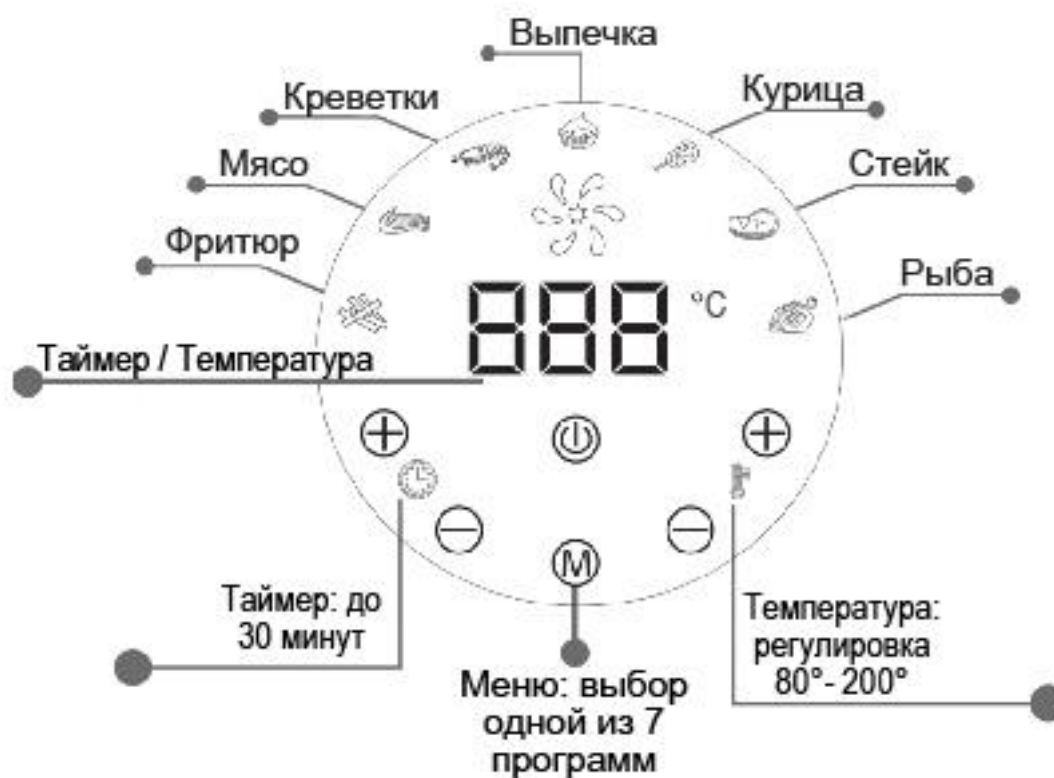 Выпечка
Креветки
Курица
Мясо
Стейк
Фритюр
Рыба
888 °C
Таймер / Температура
M
Таймер: до
30 минут
Температура:
регулировка
80°- 200°
Меню: выбор
одной из 7
программ